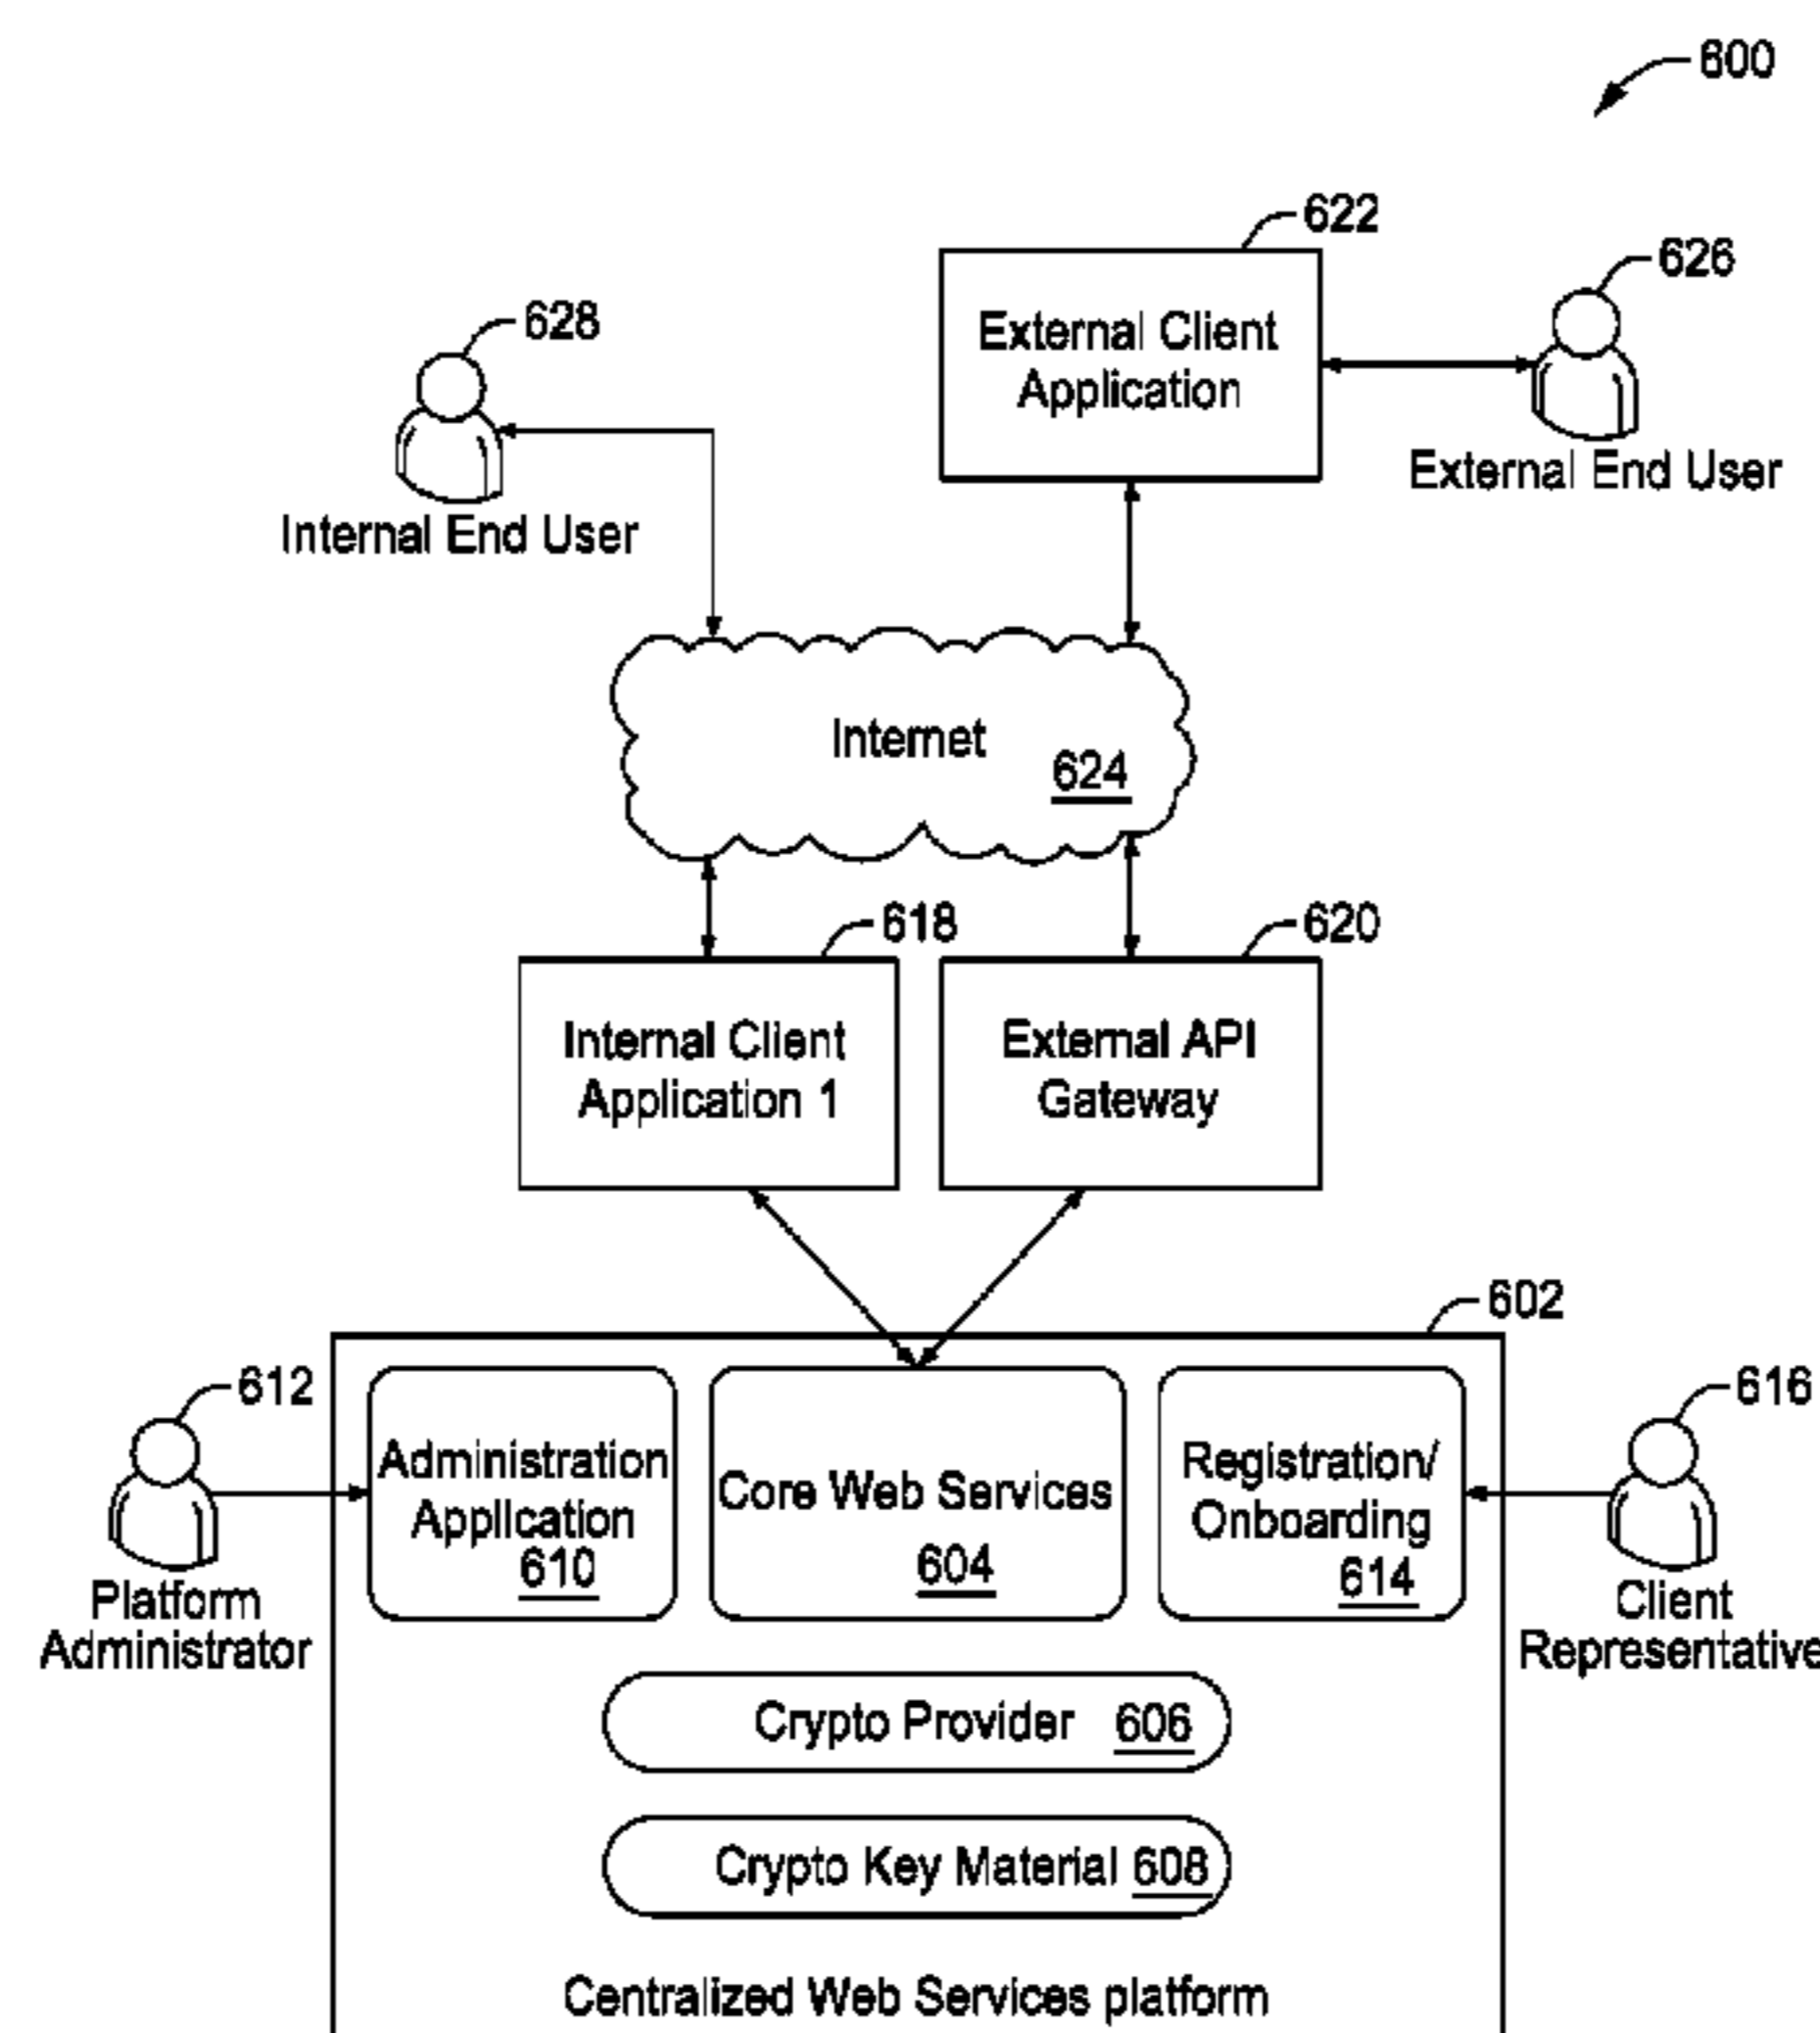 600
622
626
External Client
Application
External End User
628
Internal End User
Internet
624
618
620
Internal Client
Application 1
External API
Gateway
602
612
616
Administration
Application
610
Core Web Services
604
Registration/
Onboarding
614
Platform
Administrator
Client
Representative
Crypto Provider 606
Crypto Key Material 608
Centralized Web Services platform